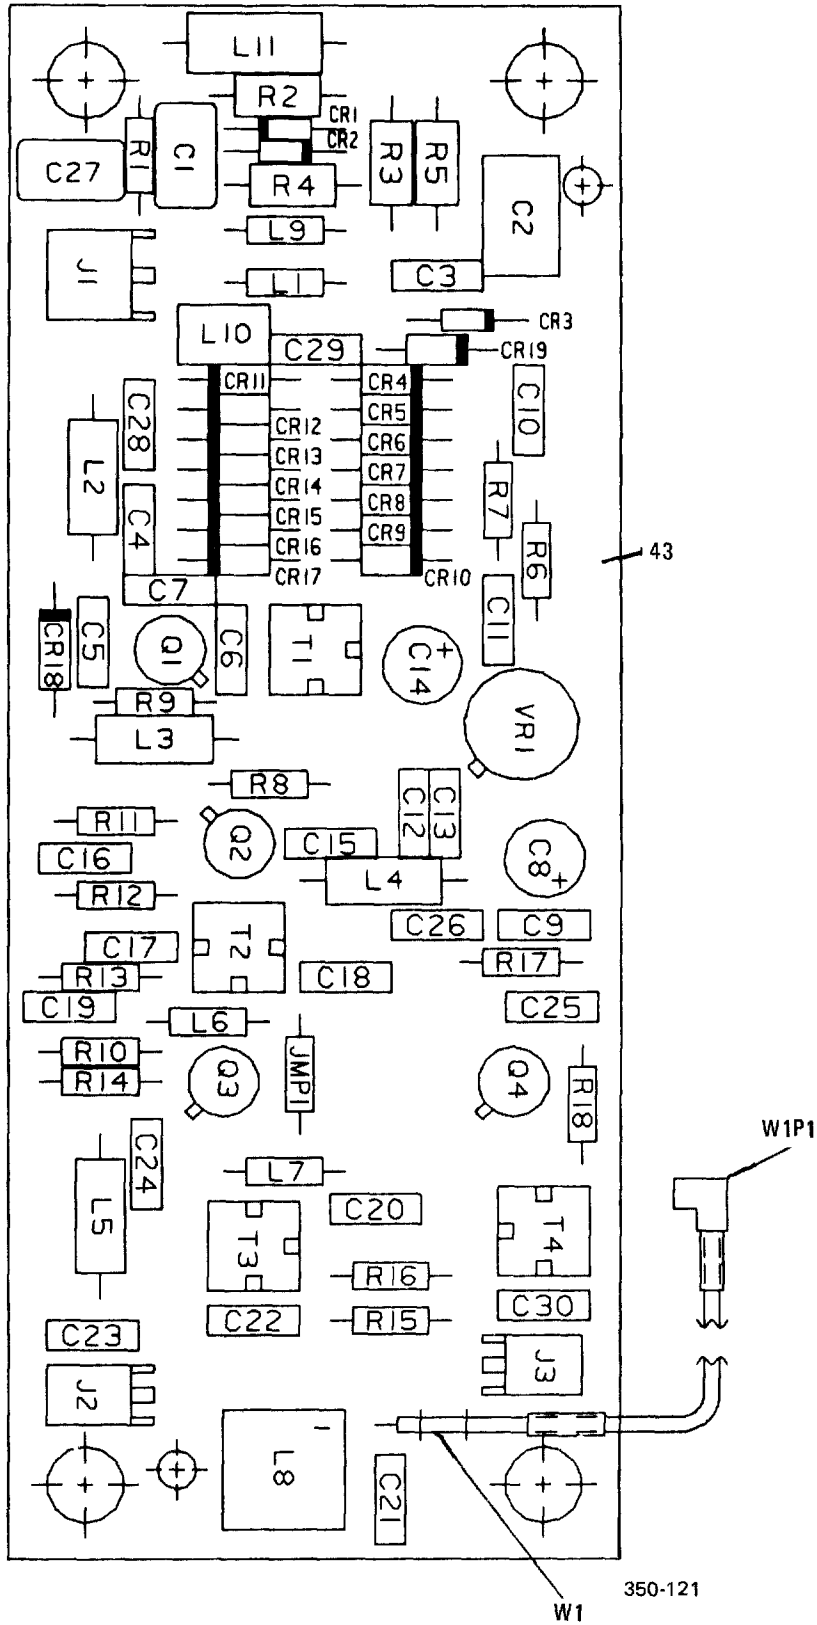 L11
R2
CR1
CR2
R1
C1
C27
R4
R3
R5
C2
L9
J1
L1
C3
CR3
L10
C29
CR19
CR11
CR4
CR5
C10
C28
CR12
CR6
CR13
L2
CR7
CR14
R7
CR8
CR15
C4
CR9
CR16
R6
43
CR17
CR10
C7
C11
CR18
C5
Q1
C6
T1
+
C14
R9
VR1
L3
R8
R11
Q2
C12
C13
C15
C16
C8
+
L4
R12
C26
C9
C17
T2
R17
R13
C18
C19
C25
L6
R10
R14
Q3
JMP1
Q4
R18
W1P1
C24
L7
L5
C20
T3
T4
R16
C30
C22
R15
C23
J2
J3
L8
C21
350-121
W1